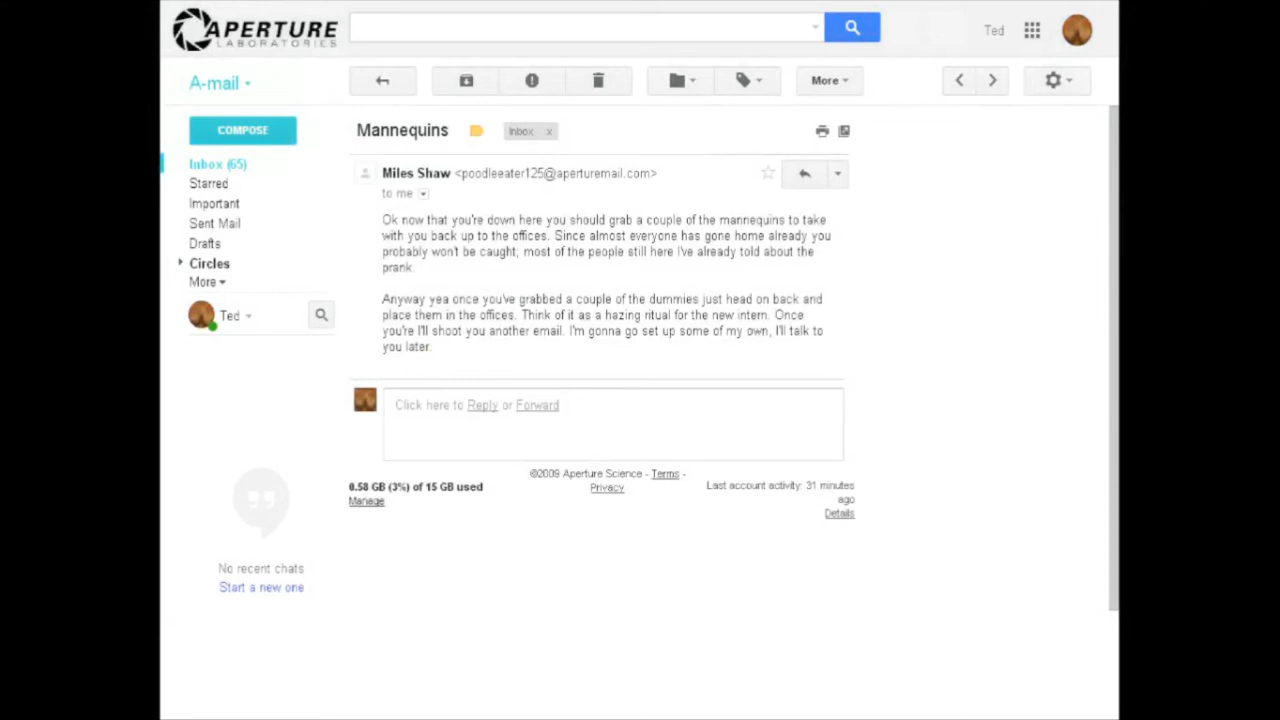 APERTURE
LABORATORIES
Ted
A-mail
More
COMPOSE
Mannequins
Inbox x
Inbox (65)
Starred
Important
Sent Mail
Drafts
Circles
More
Ted
Miles Shaw <poodleeater125@aperturemail.com>
to me
Ok now that you're down here you should grab a couple of the mannequins to take
with you back up to the offices. Since almost everyone has gone home already you
probably won't be caught; most of the people still here I've already told about the
prank.
Anyway yea once you've grabbed a couple of the dummies just head on back and
place them in the offices. Think of it as a hazing ritual for the new intern. Once
you're I'll shoot you another email. I'm gonna go set up some of my own, I'll talk to
you later.
Click here to Reply or Forward
0.58 GB (3%) of 15 GB used
Manage
©2009 Aperture Science - Terms -
Privacy
Last account activity: 31 minutes
ago
Details
No recent chats
Start a new one